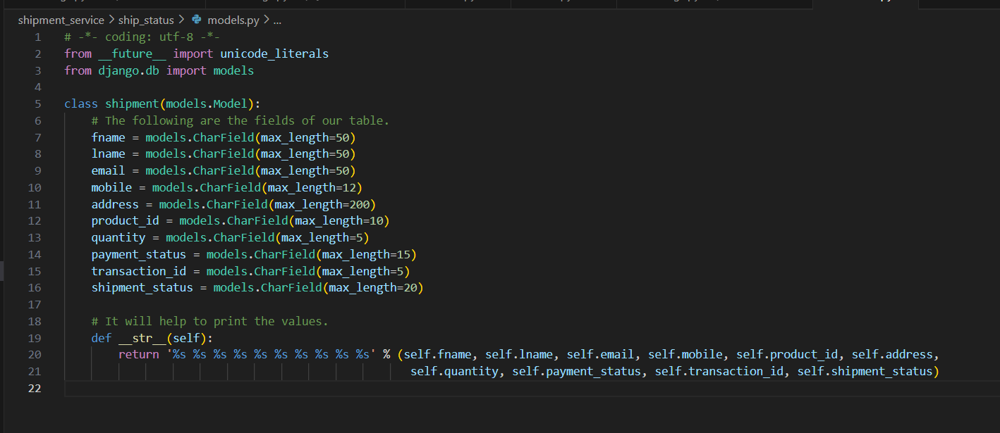 shipment_service > ship_status > models.py > ...
1 # -*- coding: utf-8 -*-
2 from __future__ import unicode_literals
3 from django.db import models
4
5 class shipment(models.Model):
6     # The following are the fields of our table.
7     fname = models.CharField(max_length=50)
8     lname = models.CharField(max_length=50)
9     email = models.CharField(max_length=50)
10     mobile = models.CharField(max_length=12)
11     address = models.CharField(max_length=200)
12     product_id = models.CharField(max_length=10)
13     quantity = models.CharField(max_length=5)
14     payment_status = models.CharField(max_length=15)
15     transaction_id = models.CharField(max_length=5)
16     shipment_status = models.CharField(max_length=20)
17
18     # It will help to print the values.
19     def __str__(self):
20         return '%s %s %s %s %s %s %s %s %s %s' % (self.fname, self.lname, self.email, self.mobile, self.product_id, self.address,
21                                                    self.quantity, self.payment_status, self.transaction_id, self.shipment_status)
22